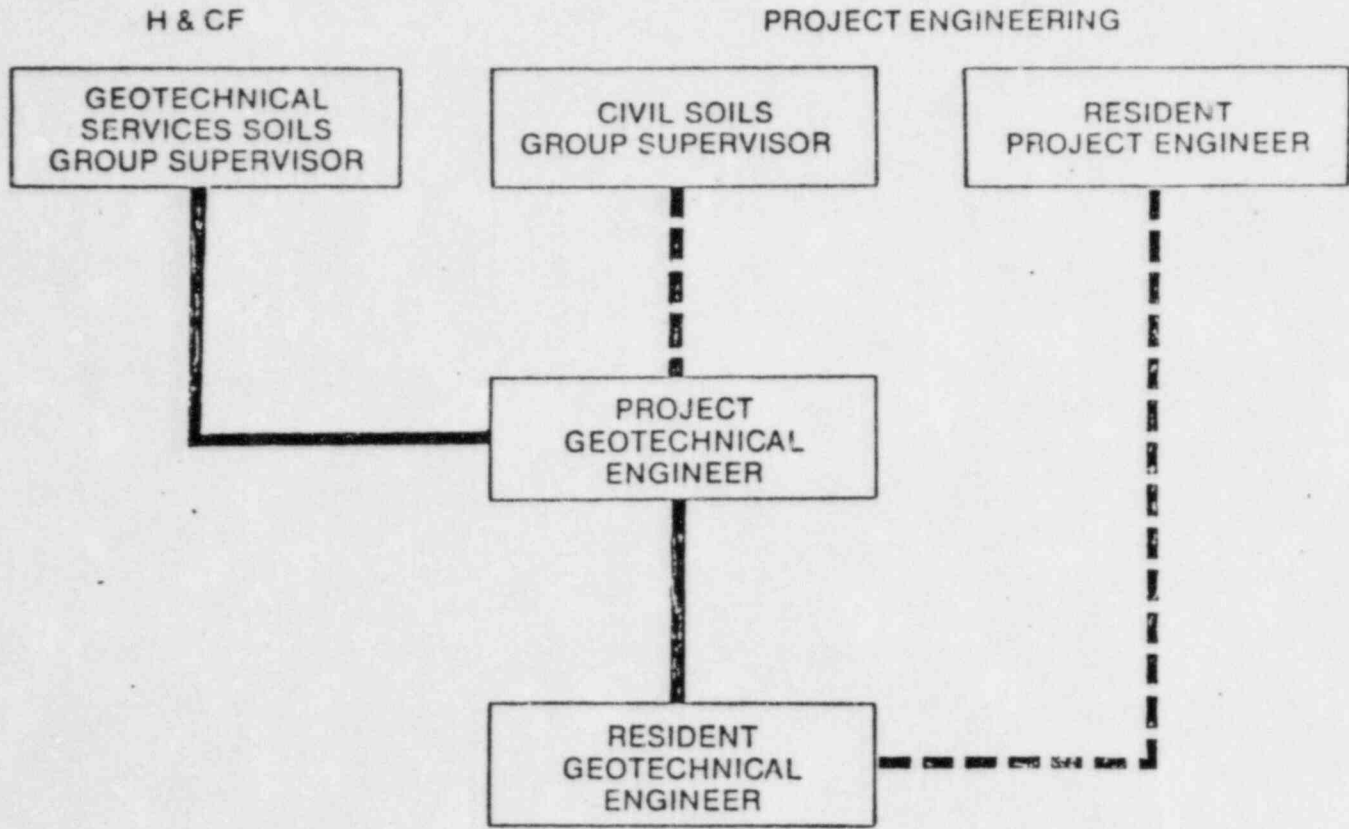 H & CF
PROJECT ENGINEERING
GEOTECHNICAL
SERVICES SOILS
GROUP SUPERVISOR
CIVIL SOILS
GROUP SUPERVISOR
RESIDENT
PROJECT ENGINEER
PROJECT
GEOTECHNICAL
ENGINEER
RESIDENT
GEOTECHNICAL
ENGINEER